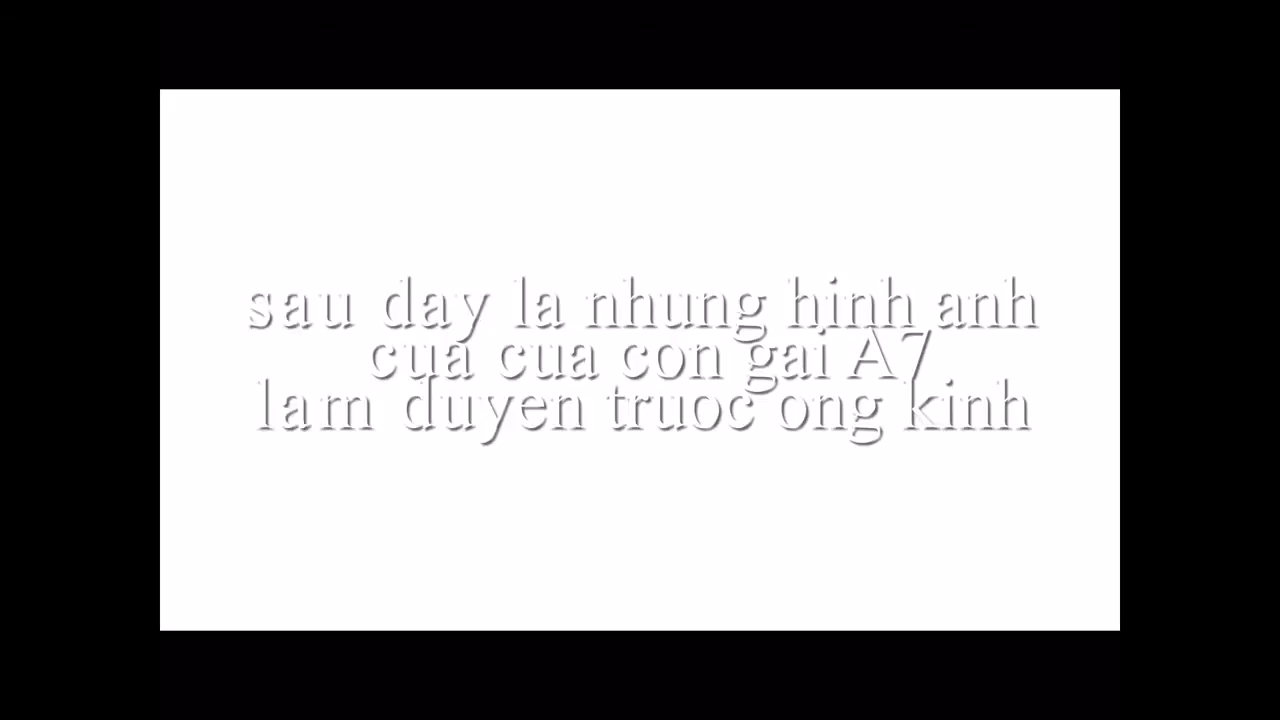 sau day la nhung hinh anh
cua cua con gai A7
lam duyen truoc ong kinh